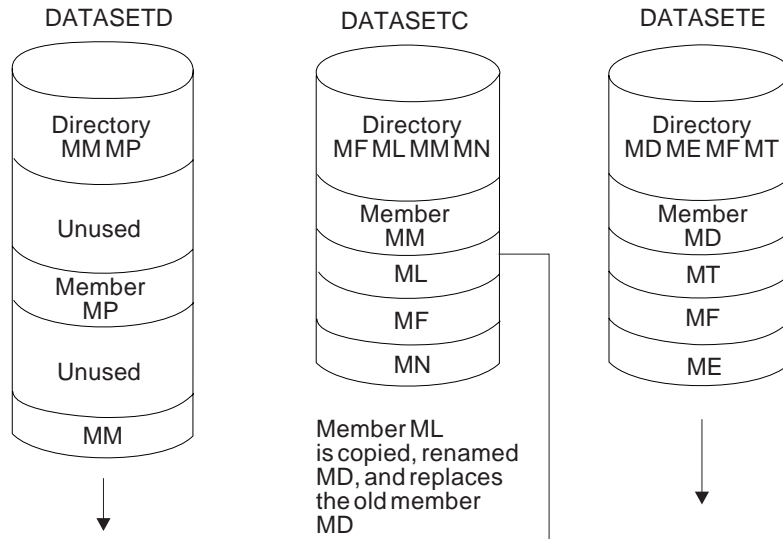 DATASETD
Directory
MM MP
Unused
Member
MP
Unused
MM
DATASETC
Directory
MF ML MM MN
Member
MM
ML
MF
MN
Member ML
is copied, renamed
MD, and replaces
the old member
MD
DATASETE
Directory
MD ME MF MT
Member
MD
MT
MF
ME